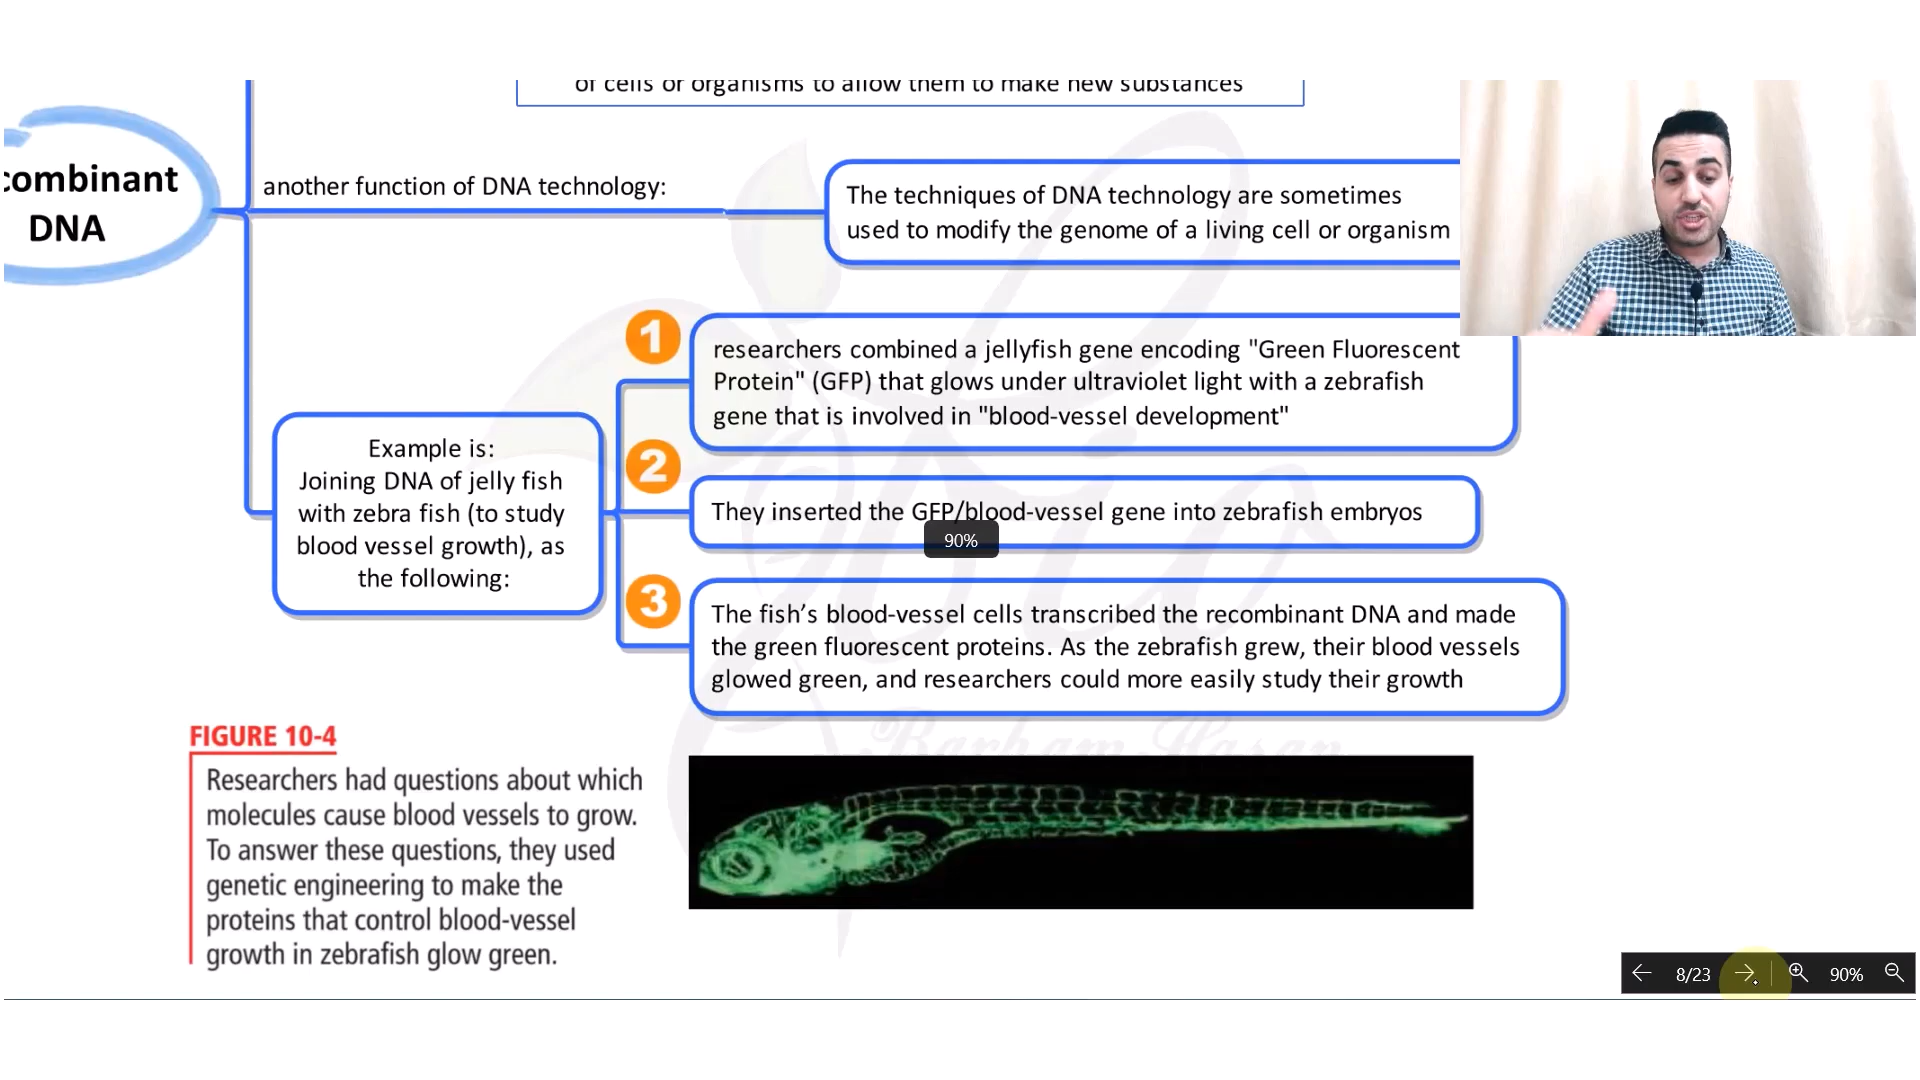 of cells or organisms to allow them to make new substances
combinant
DNA
another function of DNA technology:
The techniques of DNA technology are sometimes
used to modify the genome of a living cell or organism
1
researchers combined a jellyfish gene encoding "Green Fluorescent
Protein" (GFP) that glows under ultraviolet light with a zebrafish
gene that is involved in "blood-vessel development"
Example is:
Joining DNA of jelly fish
with zebra fish (to study
blood vessel growth), as
the following:
2
They inserted the GFP/blood-vessel gene into zebrafish embryos
90%
3
The fish’s blood-vessel cells transcribed the recombinant DNA and made
the green fluorescent proteins. As the zebrafish grew, their blood vessels
glowed green, and researchers could more easily study their growth
Barham Hasan
FIGURE 10-4
Researchers had questions about which
molecules cause blood vessels to grow.
To answer these questions, they used
genetic engineering to make the
proteins that control blood-vessel
growth in zebrafish glow green.
8/23
90%